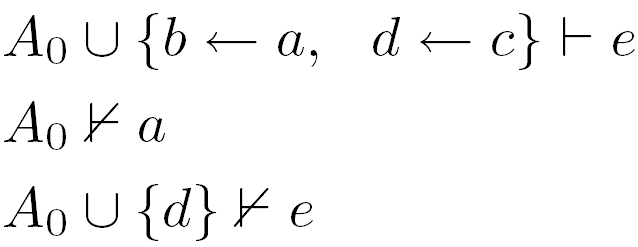 A₀ ∪ {b ← a, d ← c} ⊢ e
A₀ ⊬ a
A₀ ∪ {d} ⊬ e